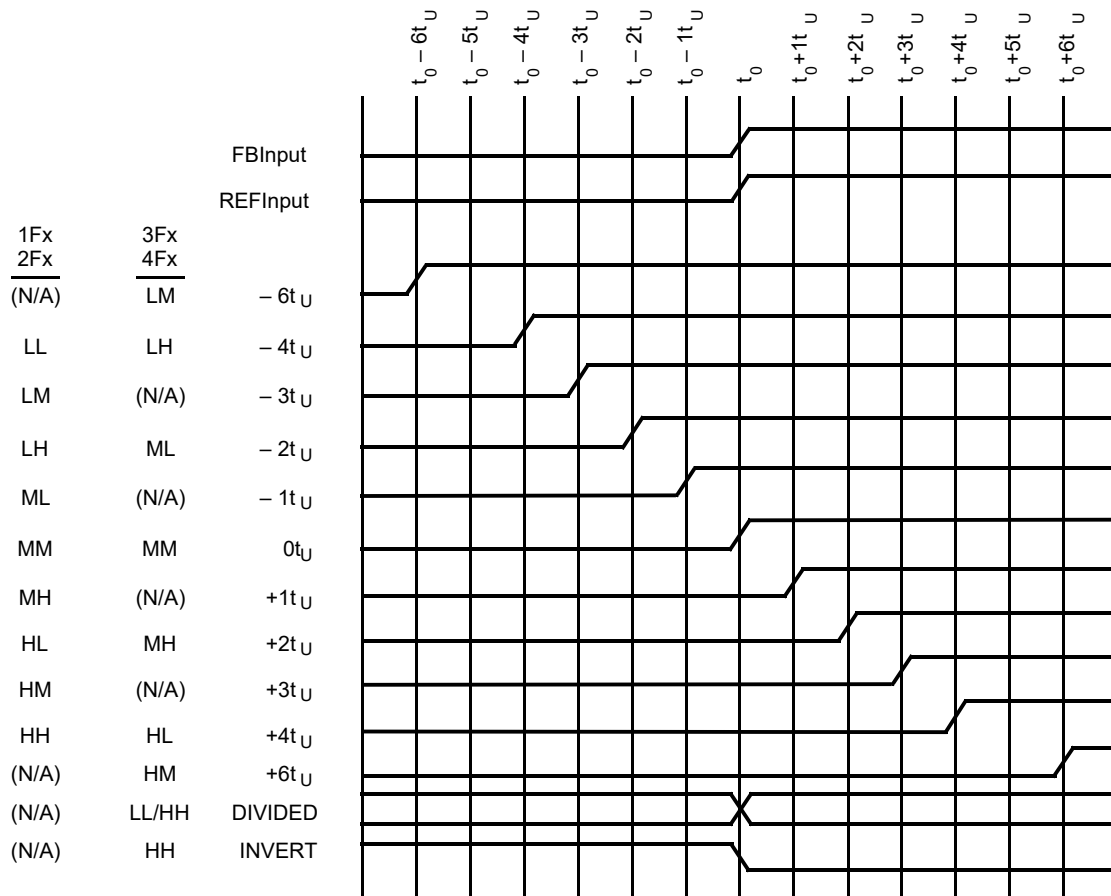 t0 – 6tU
t0 – 5tU
t0 – 4tU
t0 – 3tU
t0 – 2tU
t0 – 1tU
t0
t0+1tU
t0+2tU
t0+3tU
t0+4tU
t0+5tU
t0+6tU
FBInput
REFInput
1Fx 3Fx
2Fx 4Fx
(N/A) LM – 6tU
LL LH – 4tU
LM (N/A) – 3tU
LH ML – 2tU
ML (N/A) – 1tU
MM MM 0tU
MH (N/A) +1tU
HL MH +2tU
HM (N/A) +3tU
HH HL +4tU
(N/A) HM +6tU
(N/A) LL/HH DIVIDED
(N/A) HH INVERT